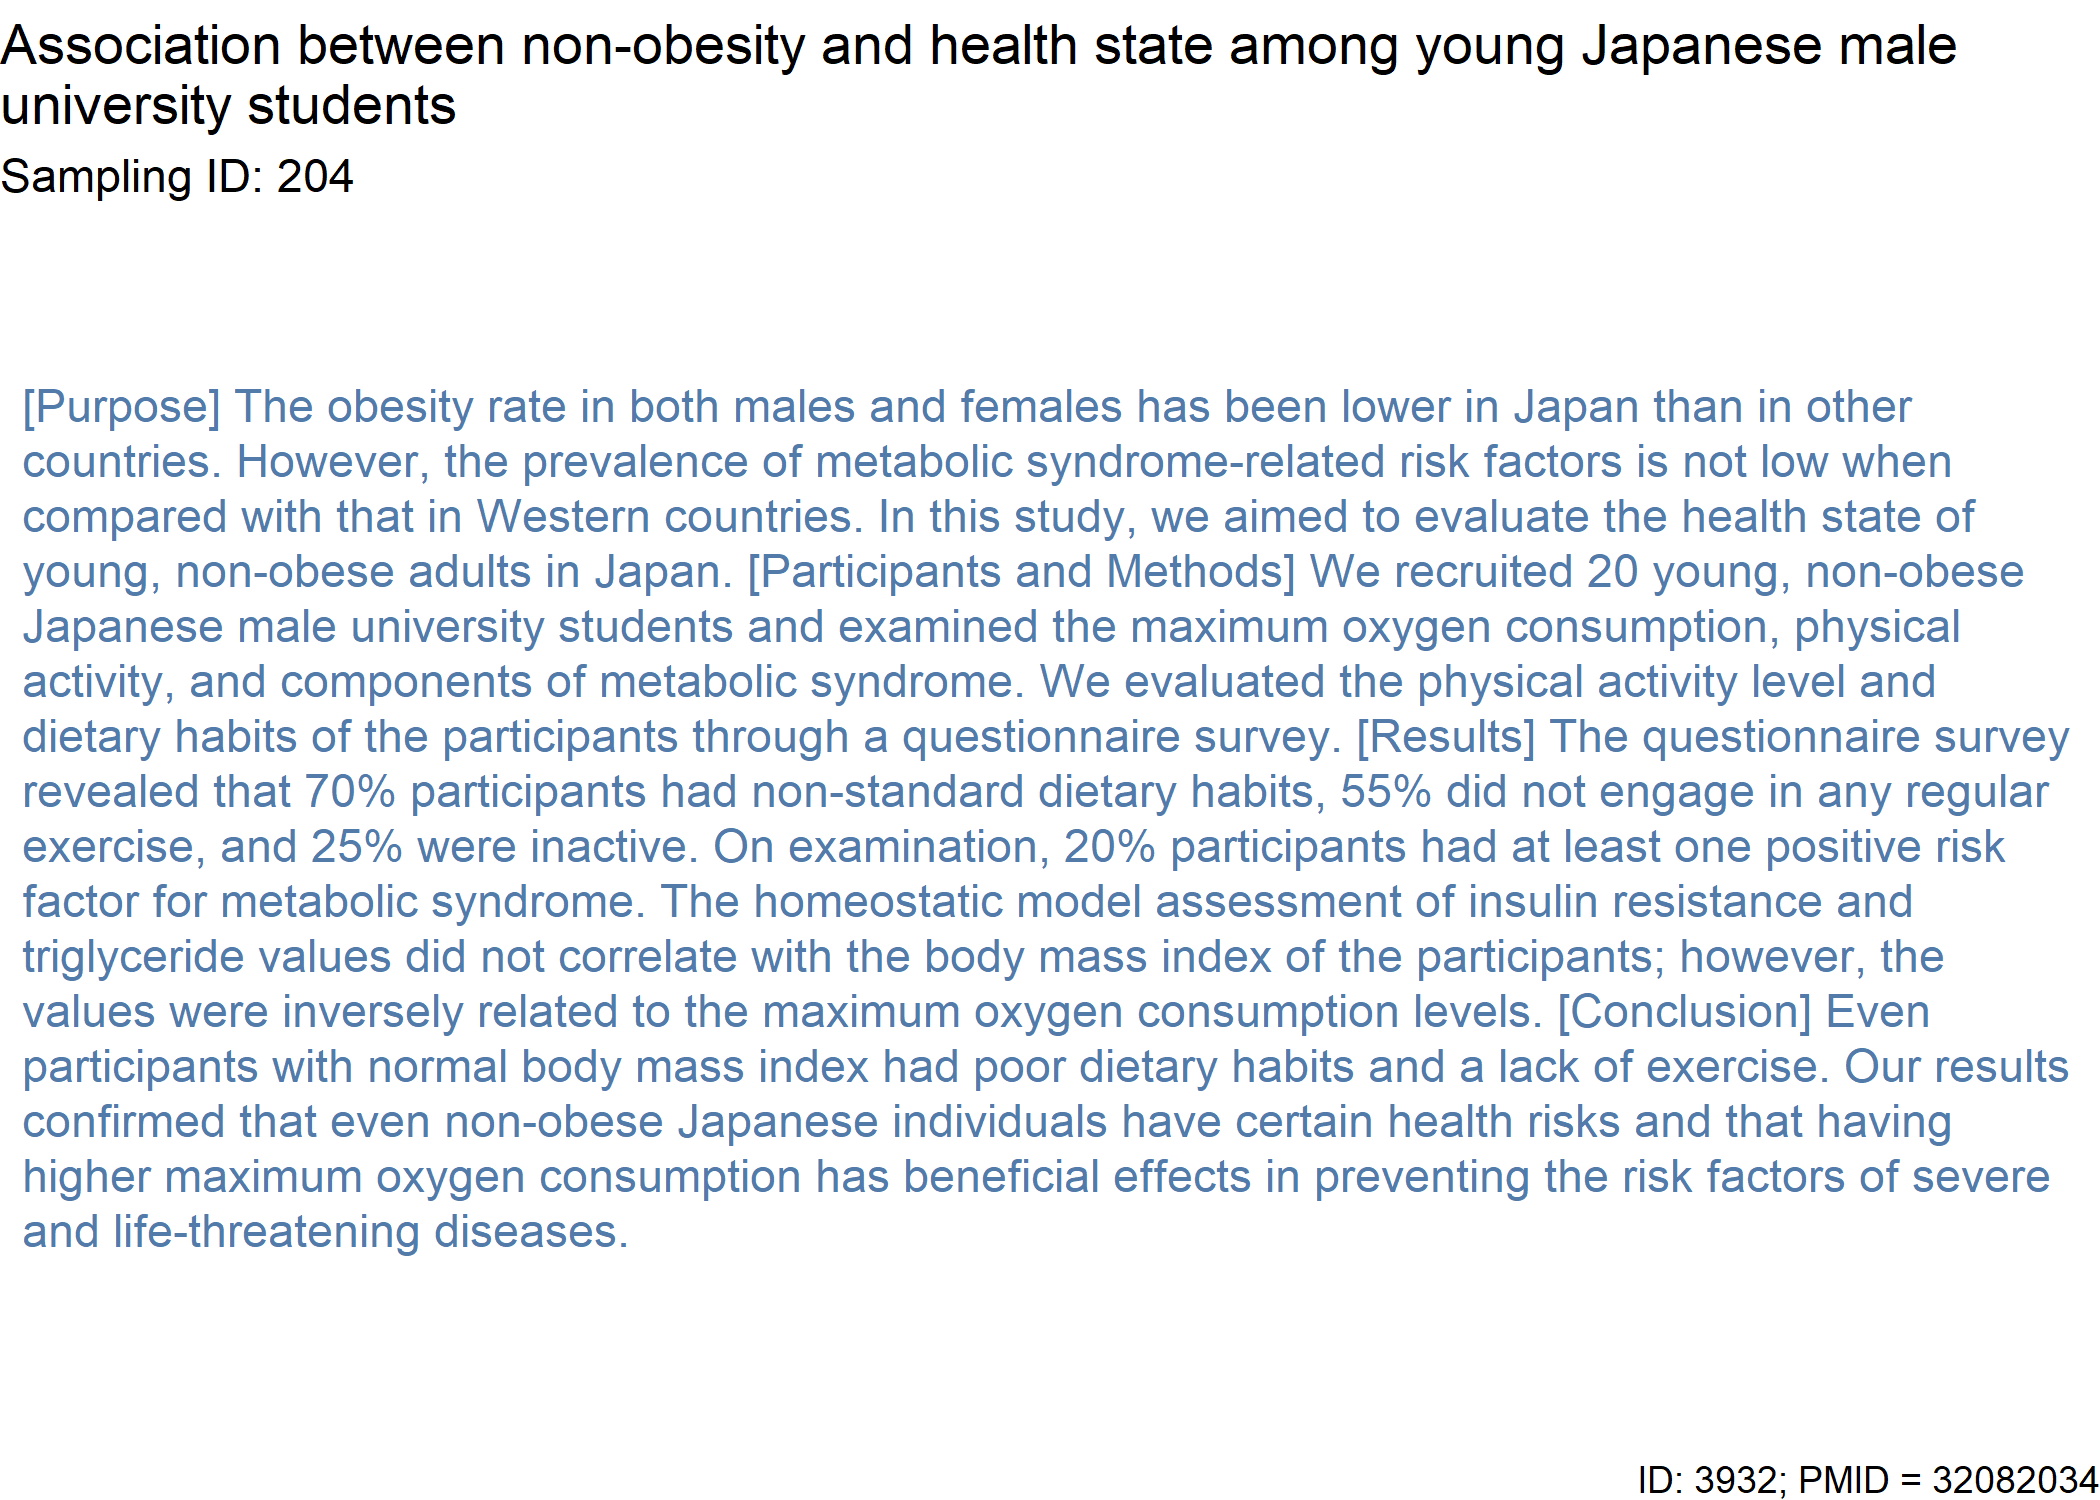 Association between non-obesity and health state among young Japanese male
university students
Sampling ID: 204
[Purpose] The obesity rate in both males and females has been lower in Japan than in other
countries. However, the prevalence of metabolic syndrome-related risk factors is not low when
compared with that in Western countries. In this study, we aimed to evaluate the health state of
young, non-obese adults in Japan. [Participants and Methods] We recruited 20 young, non-obese
Japanese male university students and examined the maximum oxygen consumption, physical
activity, and components of metabolic syndrome. We evaluated the physical activity level and
dietary habits of the participants through a questionnaire survey. [Results] The questionnaire survey
revealed that 70% participants had non-standard dietary habits, 55% did not engage in any regular
exercise, and 25% were inactive. On examination, 20% participants had at least one positive risk
factor for metabolic syndrome. The homeostatic model assessment of insulin resistance and
triglyceride values did not correlate with the body mass index of the participants; however, the
values were inversely related to the maximum oxygen consumption levels. [Conclusion] Even
participants with normal body mass index had poor dietary habits and a lack of exercise. Our results
confirmed that even non-obese Japanese individuals have certain health risks and that having
higher maximum oxygen consumption has beneficial effects in preventing the risk factors of severe
and life-threatening diseases.
ID: 3932; PMID = 32082034